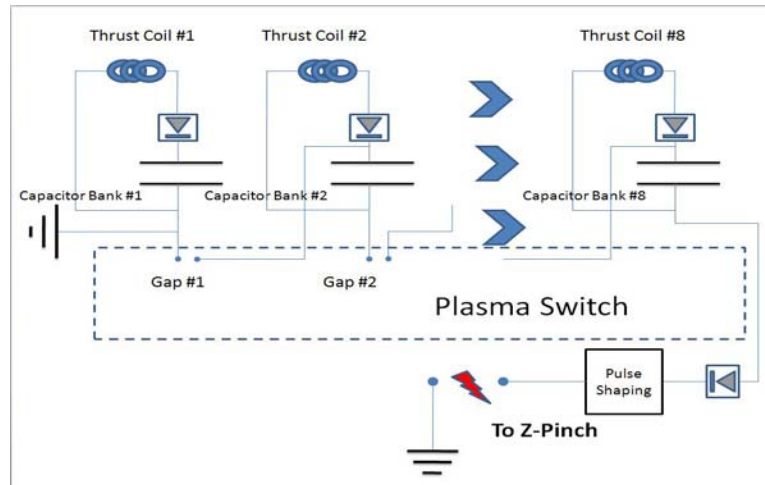 Thrust Coil #1
Thrust Coil #2
Thrust Coil #8
Capacitor Bank #1
Capacitor Bank #2
Capacitor Bank #8
Gap #1
Gap #2
Plasma Switch
Pulse
Shaping
To Z-Pinch